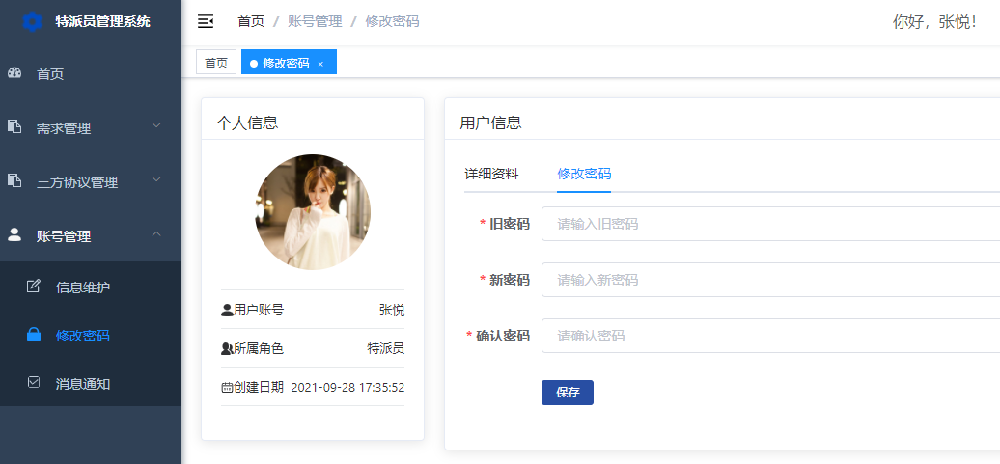 特派员管理系统
首页 / 账号管理 / 修改密码
你好，张悦！
首页
修改密码 ×
首页
需求管理
三方协议管理
账号管理
信息维护
修改密码
消息通知
个人信息
用户账号 张悦
所属角色 特派员
创建日期 2021-09-28 17:35:52
用户信息
详细资料 修改密码
* 旧密码 请输入旧密码
* 新密码 请输入新密码
* 确认密码 请确认密码
保存